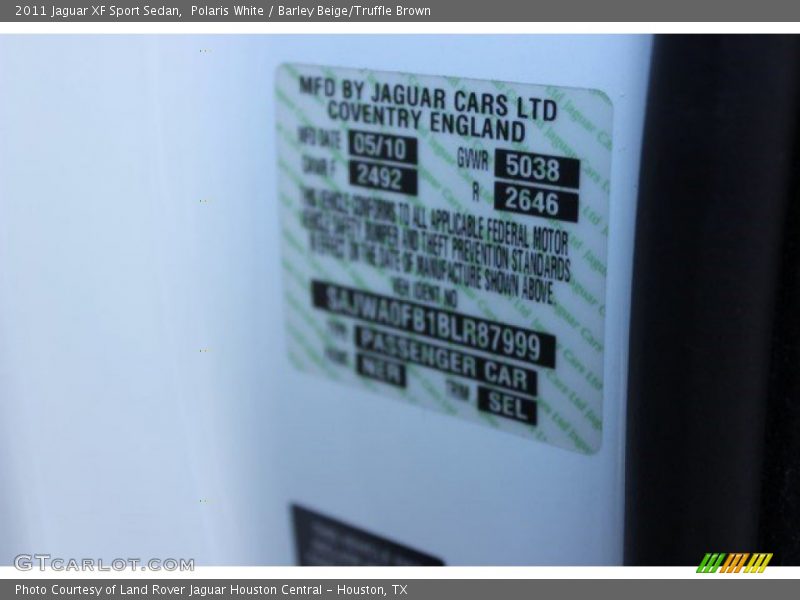 2011 Jaguar XF Sport Sedan, Polaris White / Barley Beige/Truffle Brown
MFD BY JAGUAR CARS LTD
COVENTRY ENGLAND
MFD DATE 05/10 GVWR 5038
GAWR F 2492 R 2646
THIS VEHICLE CONFORMS TO ALL APPLICABLE FEDERAL MOTOR
VEHICLE SAFETY BUMPER AND THEFT PREVENTION STANDARDS
IN EFFECT ON THE DATE OF MANUFACTURE SHOWN ABOVE.
VEH IDENT NO
SAJWA0FB1BLR87999
PASSENGER CAR
NER TRIM SEL
GTCARLOT.COM
Photo Courtesy of Land Rover Jaguar Houston Central – Houston, TX